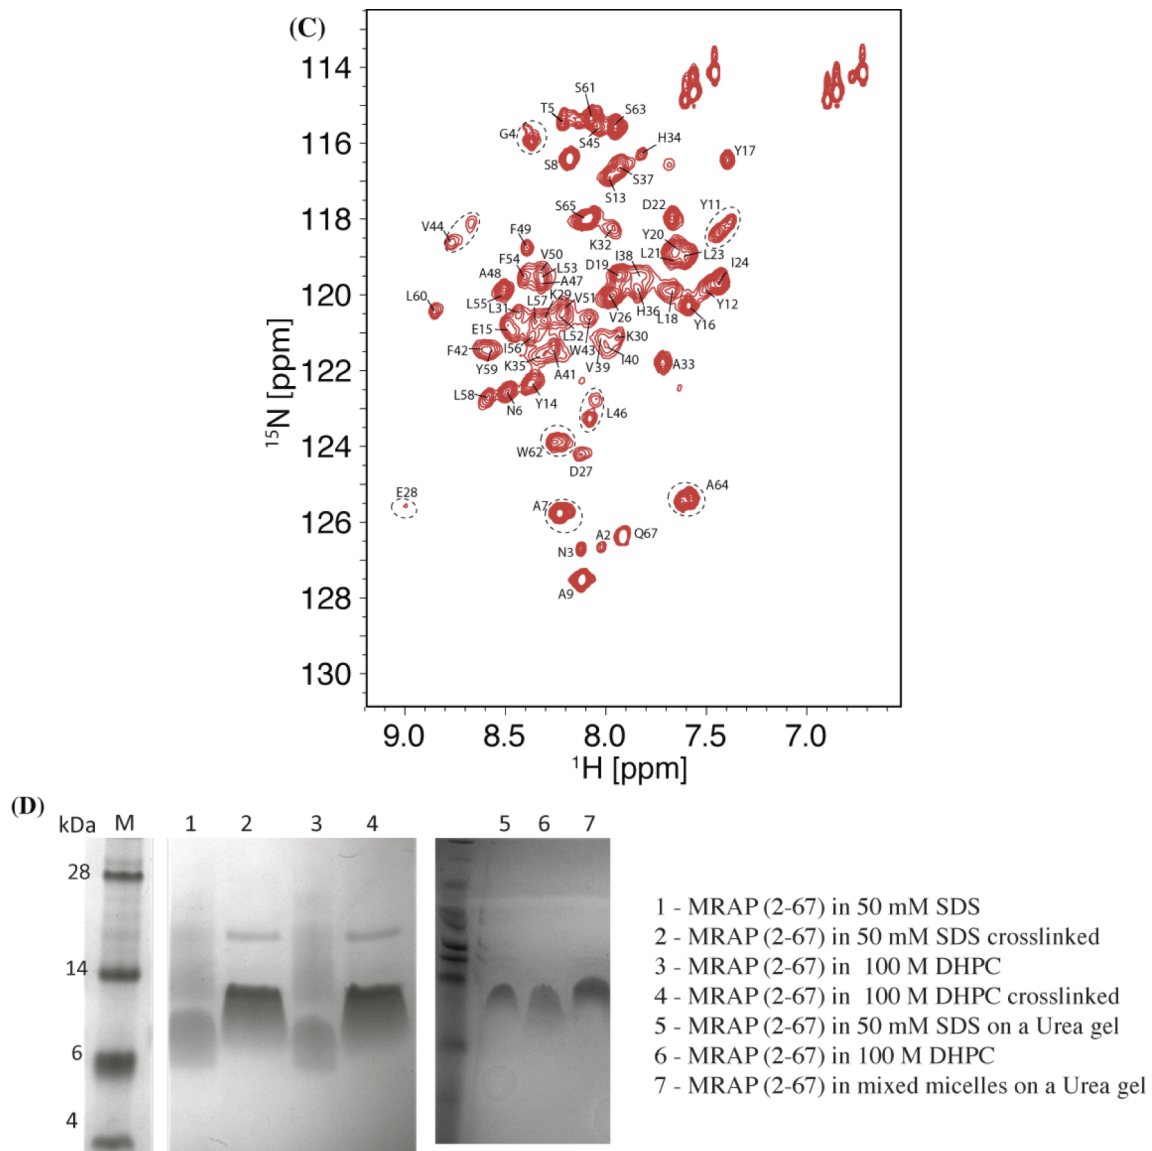 (C)
114
116
118
120
122
124
126
128
130
15N [ppm]
9.0 8.5 8.0 7.5 7.0
1H [ppm]
S61
T5
S63
G4
S45
H34
S8
Y17
S37
S13
D22
Y11
S65
V44
F49
K32
Y20
F54
V50
I38
L21
L23
L53
D19
I24
A48
A47
K29
L60
L55
L57
V51
H36
Y12
L31
V26
L18
Y16
E15
L52
W43
K30
I56
F42
I40
Y59
K35
A41
V39
A33
L58
N6
Y14
L46
W62
D27
E28
A64
A7
A2
Q67
N3
A9
(D)
kDa M 1 2 3 4 5 6 7
28
14
6
4
1 - MRAP (2-67) in 50 mM SDS
2 - MRAP (2-67) in 50 mM SDS crosslinked
3 - MRAP (2-67) in 100 M DHPC
4 - MRAP (2-67) in 100 M DHPC crosslinked
5 - MRAP (2-67) in 50 mM SDS on a Urea gel
6 - MRAP (2-67) in 100 M DHPC
7 - MRAP (2-67) in mixed micelles on a Urea gel